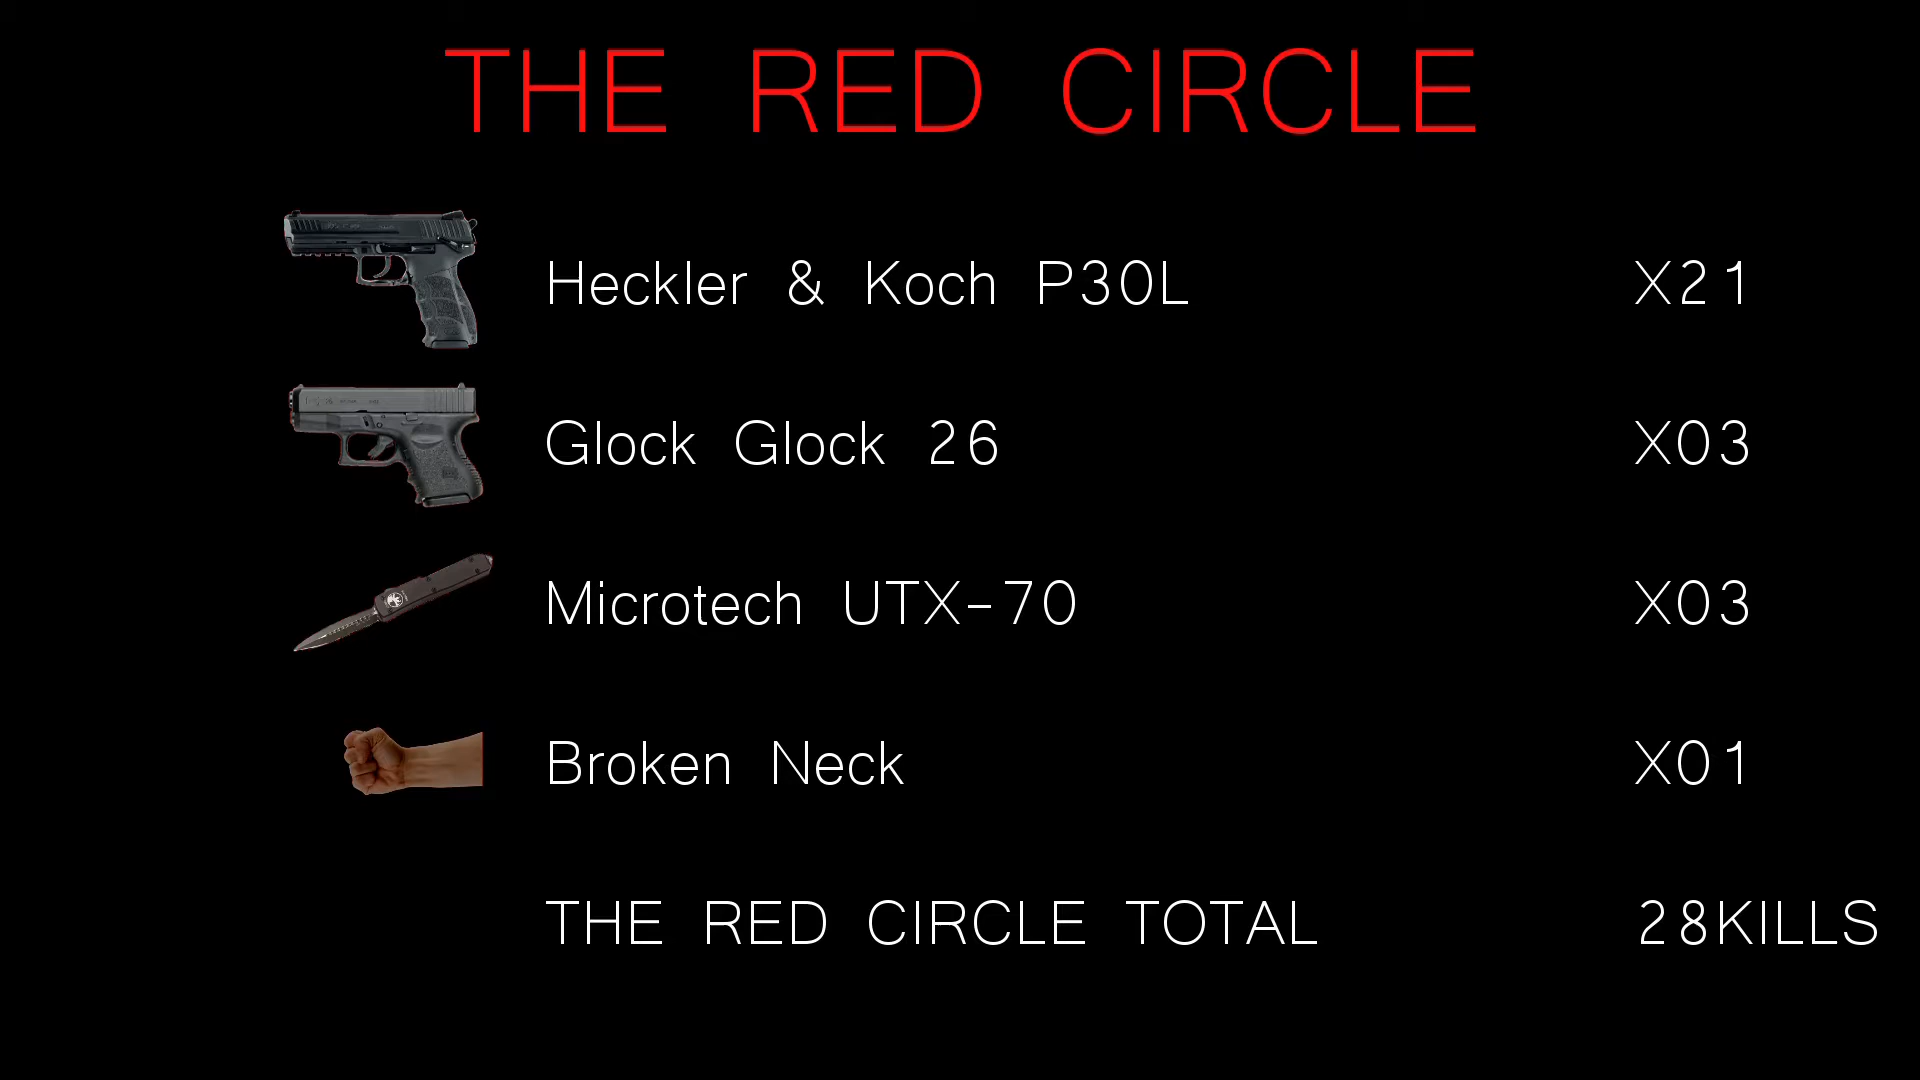 THE RED CIRCLE
Heckler & Koch P30L X21
Glock Glock 26 X03
Microtech UTX-70 X03
Broken Neck X01
THE RED CIRCLE TOTAL 28KILLS